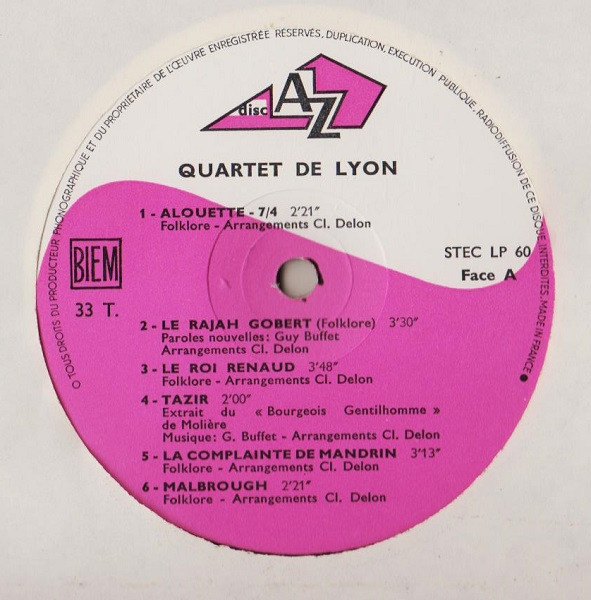 O TOUS DROITS DU PRODUCTEUR PHONOGRAPHIQUE ET DU PROPRIÉTAIRE DE L'ŒUVRE ENREGISTRÉE RÉSERVÉS. DUPLICATION, EXECUTION PUBLIQUE, RADIODIFFUSION DE CE DISQUE INTERDITES. MADE IN FRANCE ●
disc AZ
QUARTET DE LYON
1 - ALOUETTE - 7/4 2'21"
Folklore - Arrangements Cl. Delon
BIEM
33 T.
STEC LP 60
Face A
2 - LE RAJAH GOBERT (Folklore) 3'30"
Paroles nouvelles : Guy Buffet
Arrangements Cl. Delon
3 - LE ROI RENAUD 3'48"
Folklore - Arrangements Cl. Delon
4 - TAZIR 2'00"
Extrait du « Bourgeois Gentilhomme »
de Molière
Musique : G. Buffet - Arrangements Cl. Delon
5 - LA COMPLAINTE DE MANDRIN 3'13"
Folklore - Arrangements Cl. Delon
6 - MALBROUGH 2'21"
Folklore - Arrangements Cl. Delon